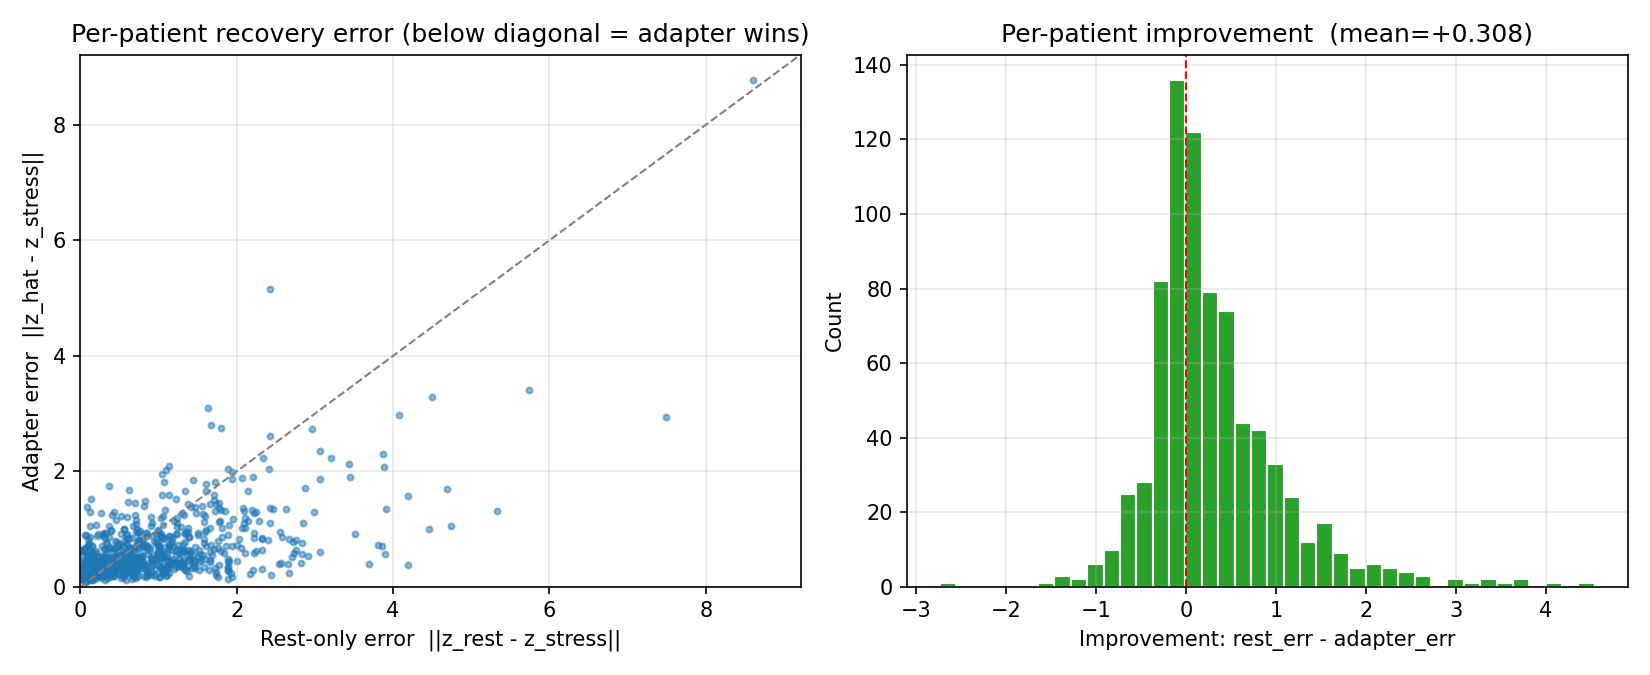 Per-patient recovery error (below diagonal = adapter wins)
Adapter error  ||z_hat - z_stress||
8
6
4
2
0
0 2 4 6 8
Rest-only error  ||z_rest - z_stress||
Per-patient improvement  (mean=+0.308)
Count
140
120
100
80
60
40
20
0
−3 −2 −1 0 1 2 3 4
Improvement: rest_err - adapter_err